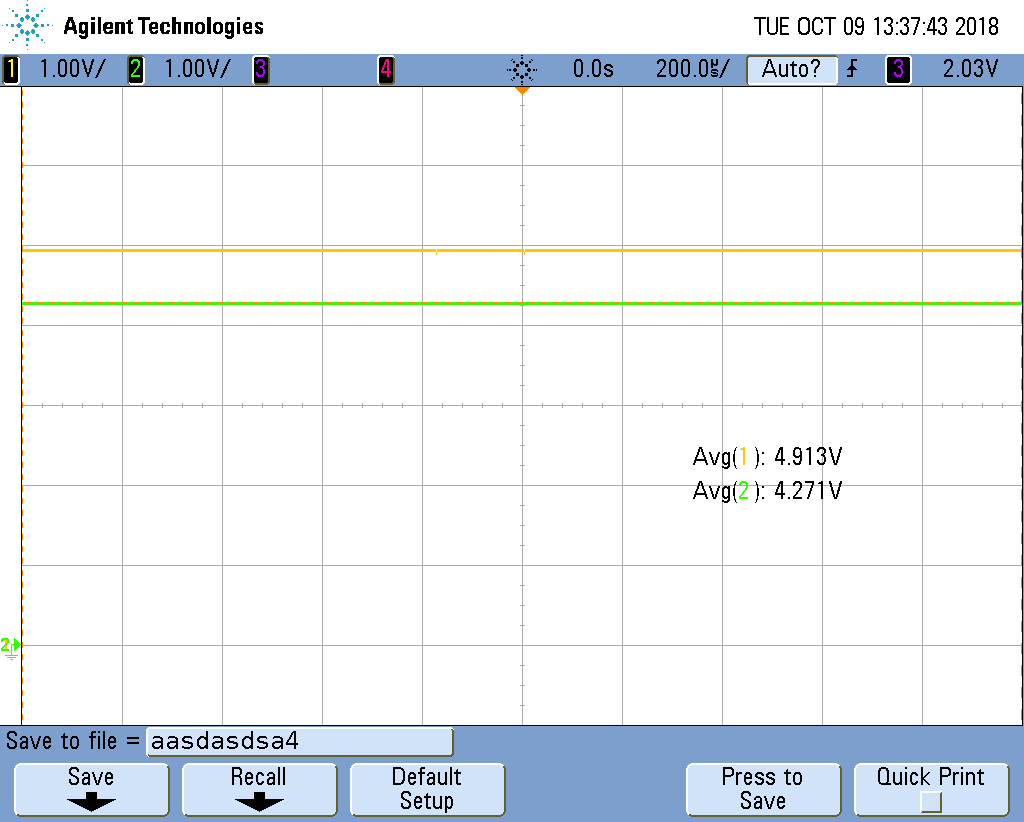 Agilent Technologies
TUE OCT 09 13:37:43 2018
1 1.00V/ 2 1.00V/ 3 4 0.0s 200.0µs/ Auto? 3 2.03V
Avg(1): 4.913V
Avg(2): 4.271V
2
Save to file = aasdasdsa4
Save
Recall
Default
Setup
Press to
Save
Quick Print